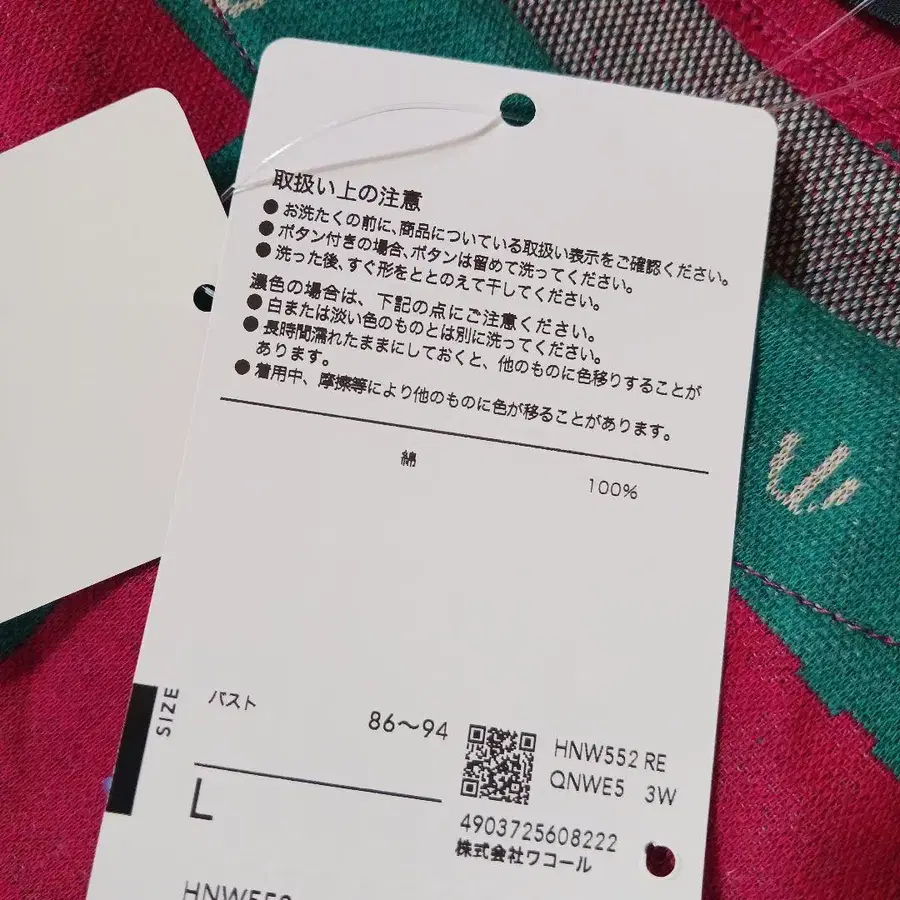 取扱い上の注意
●お洗たくの前に、商品についている取扱い表示をご確認ください。
●ボタン付きの場合、ボタンは留めて洗ってください。
●洗った後、すぐ形をととのえて干してください。
濃色の場合は、下記の点にご注意ください。
●白または淡い色のものとは別に洗ってください。
●長時間濡れたままにしておくと、他のものに色移りすることが
あります。
●着用中、摩擦等により他のものに色が移ることがあります。
綿 100%
SIZE
バスト 86〜94
L
HNW552 RE
QNWE5 3W
4903725608222
株式会社ワコール
HNW552